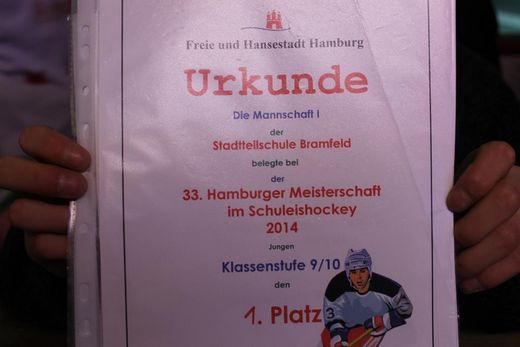 Freie und Hansestadt Hamburg
Urkunde
Die Mannschaft I
der
Stadtteilschule Bramfeld
belegte bei
der
33. Hamburger Meisterschaft
im Schuleishockey
2014
Jungen
Klassenstufe 9/10
den
1. Platz
3